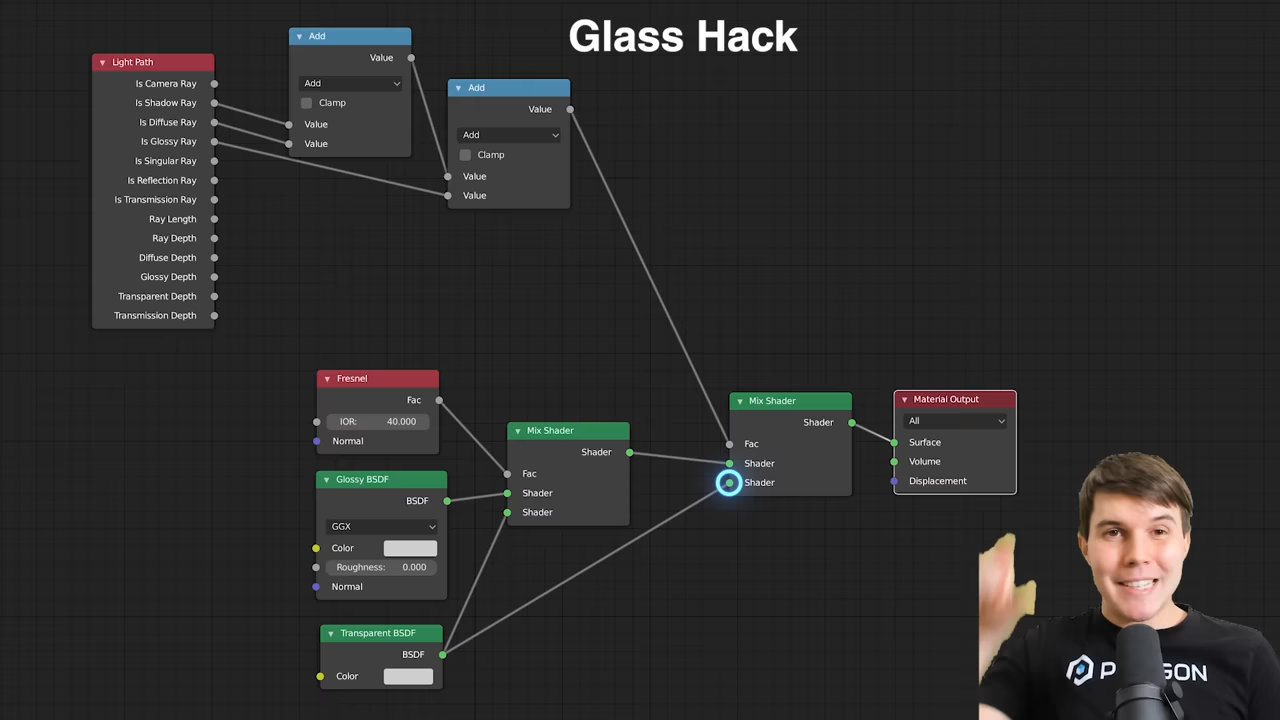 Glass Hack
Light Path
Is Camera Ray
Is Shadow Ray
Is Diffuse Ray
Is Glossy Ray
Is Singular Ray
Is Reflection Ray
Is Transmission Ray
Ray Length
Ray Depth
Diffuse Depth
Glossy Depth
Transparent Depth
Transmission Depth
Add
Value
Add
Clamp
Value
Value
Add
Value
Add
Clamp
Value
Value
Fresnel
Fac
IOR: 40.000
Normal
Glossy BSDF
BSDF
GGX
Color
Roughness: 0.000
Normal
Transparent BSDF
BSDF
Color
Mix Shader
Shader
Fac
Shader
Shader
Mix Shader
Shader
Fac
Shader
Shader
Material Output
All
Surface
Volume
Displacement